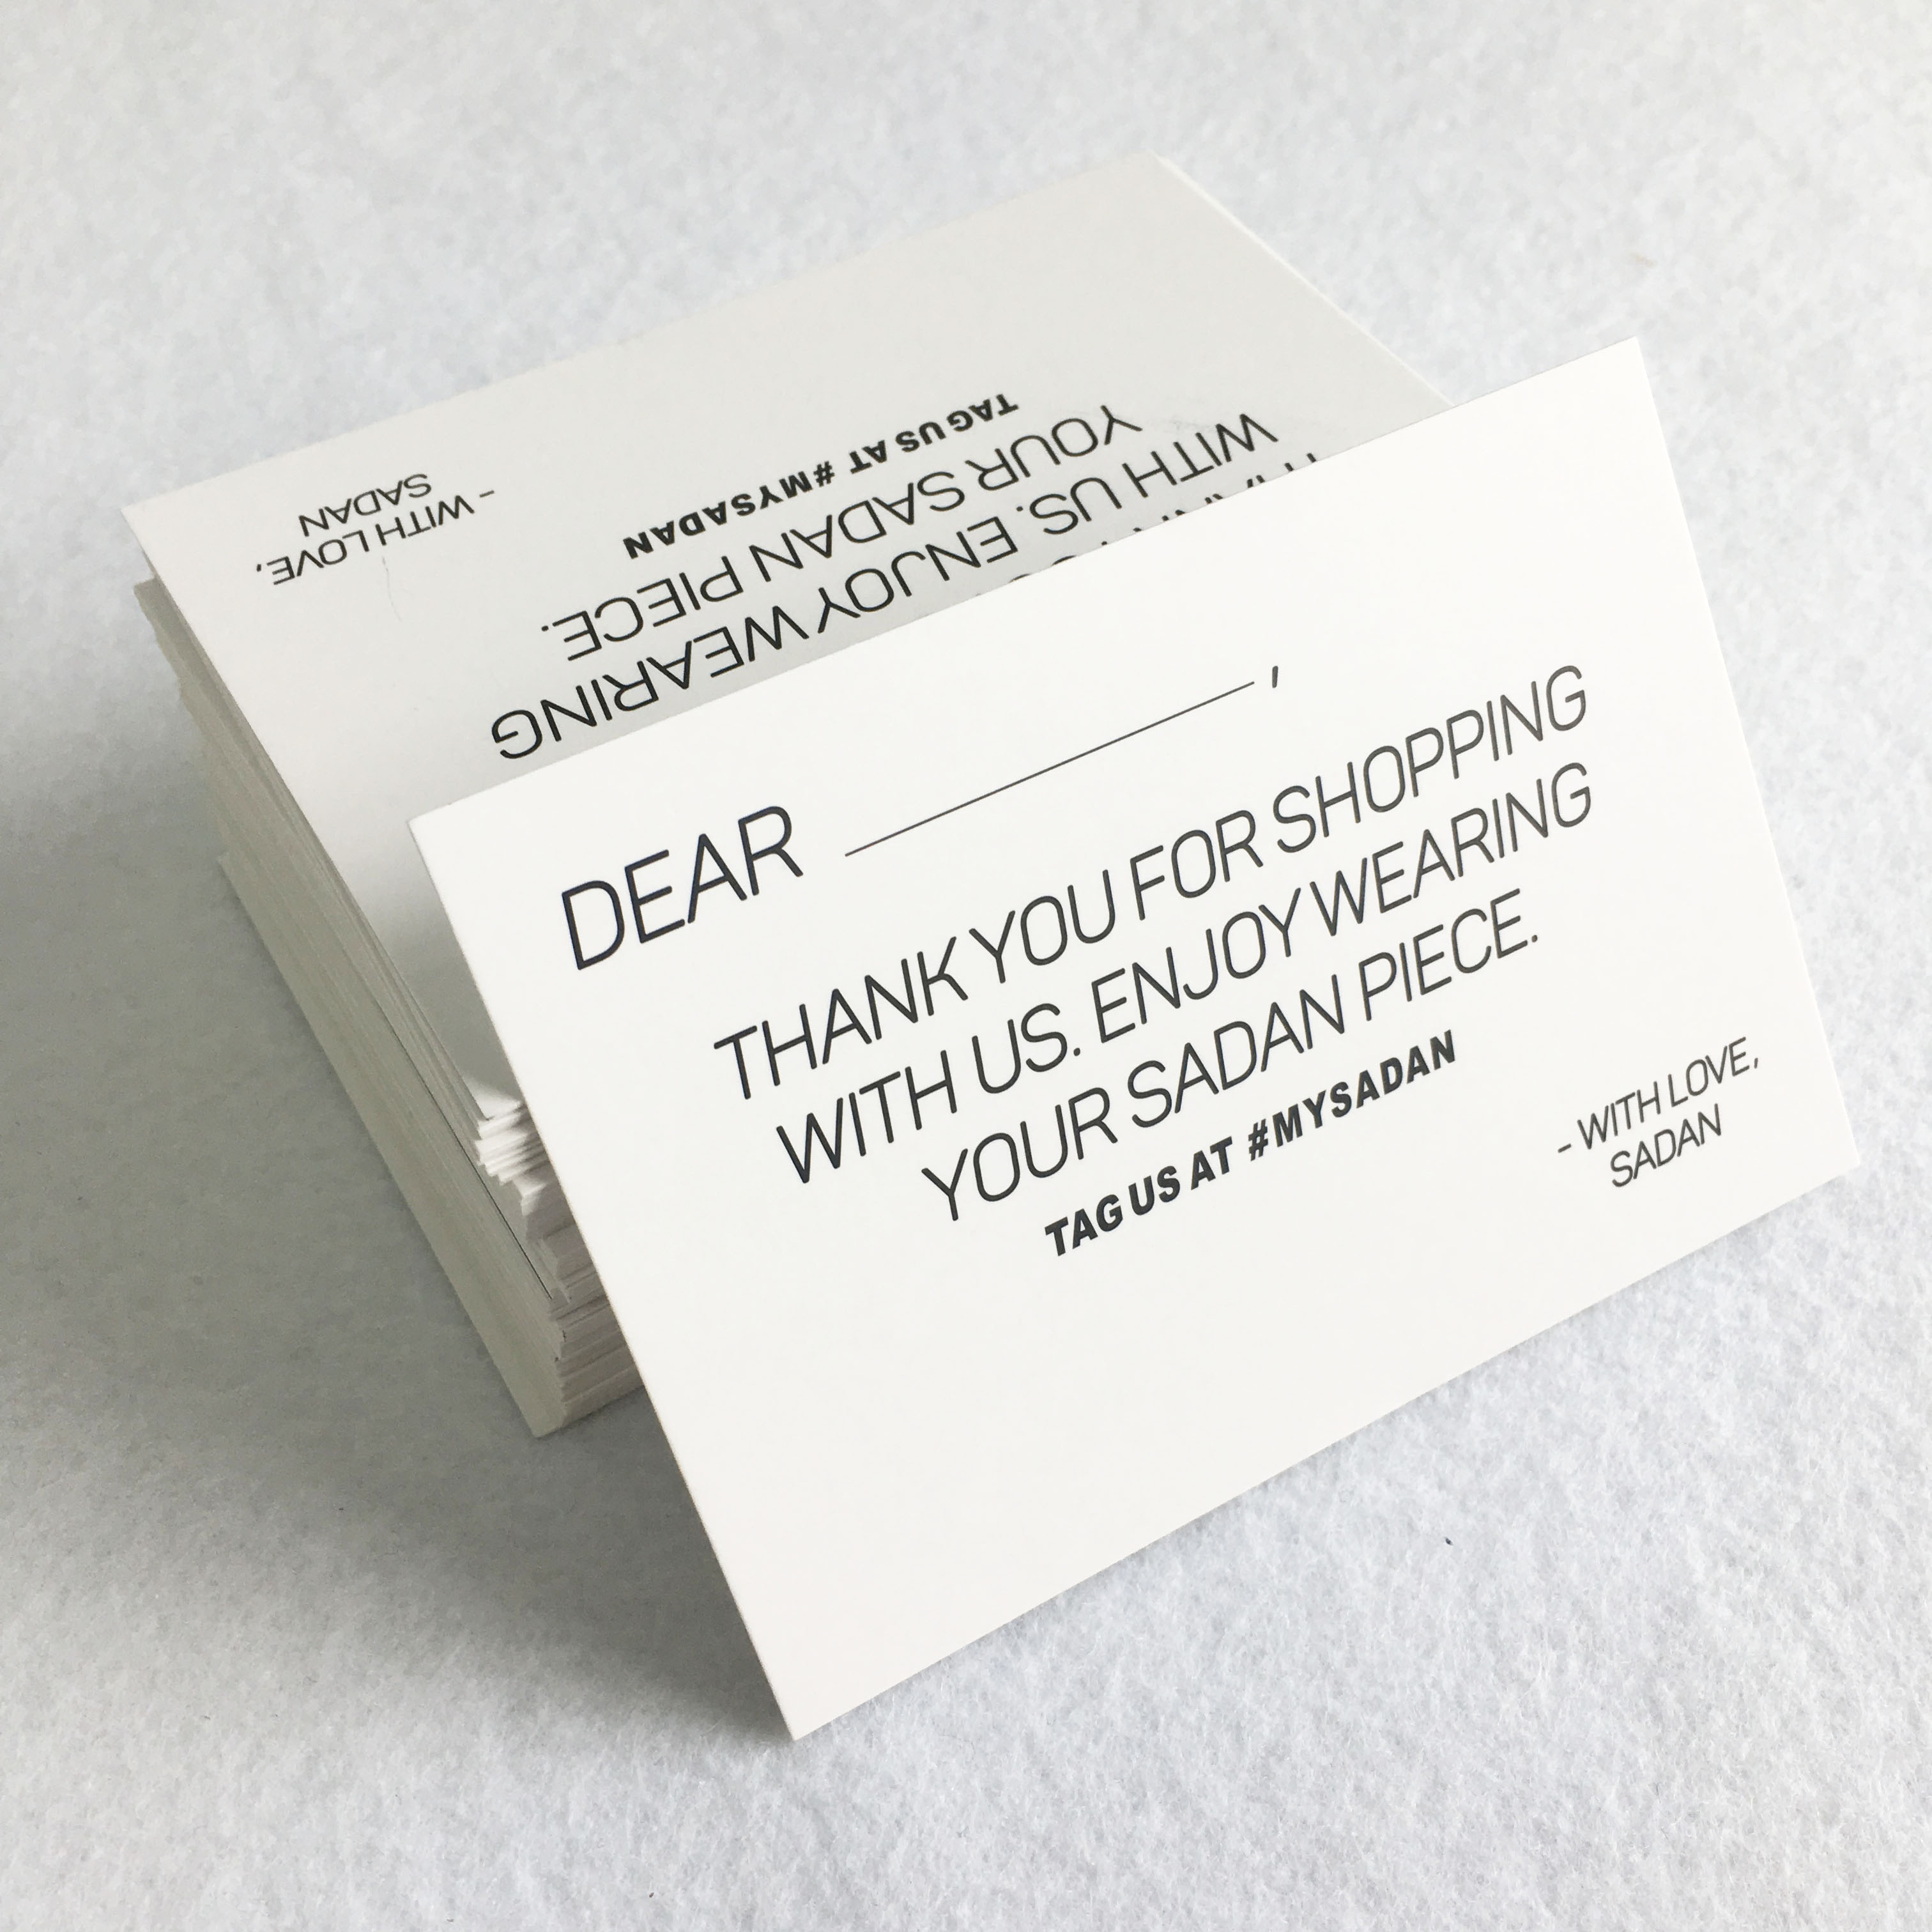 DEAR ____________,
THANK YOU FOR SHOPPING
WITH US. ENJOY WEARING
YOUR SADAN PIECE.
TAG US AT #MYSADAN
- WITH LOVE,
SADAN
WITH US. ENJOY WEARING
YOUR SADAN PIECE.
TAG US AT #MYSADAN
- WITH LOVE,
SADAN